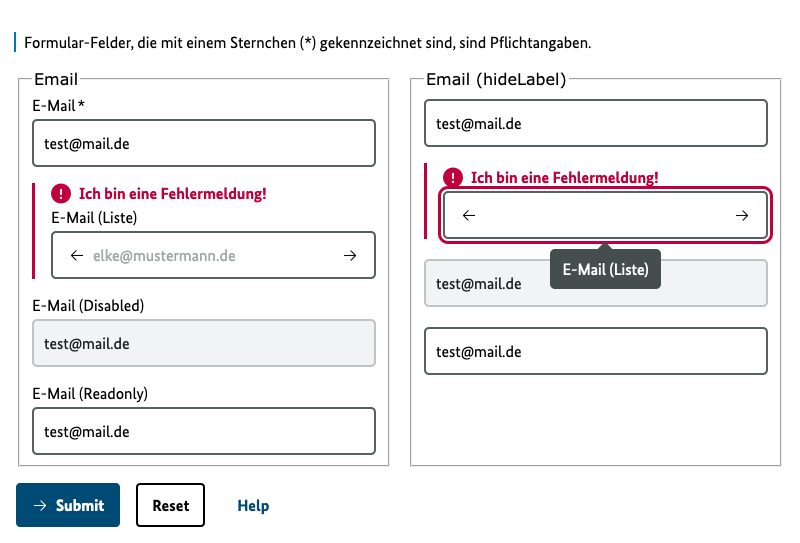 Formular-Felder, die mit einem Sternchen (*) gekennzeichnet sind, sind Pflichtangaben.
Email
E-Mail *
test@mail.de
Ich bin eine Fehlermeldung!
E-Mail (Liste)
← elke@mustermann.de →
E-Mail (Disabled)
test@mail.de
E-Mail (Readonly)
test@mail.de
Email (hideLabel)
test@mail.de
Ich bin eine Fehlermeldung!
← →
E-Mail (Liste)
test@mail.de
test@mail.de
→ Submit
Reset
Help